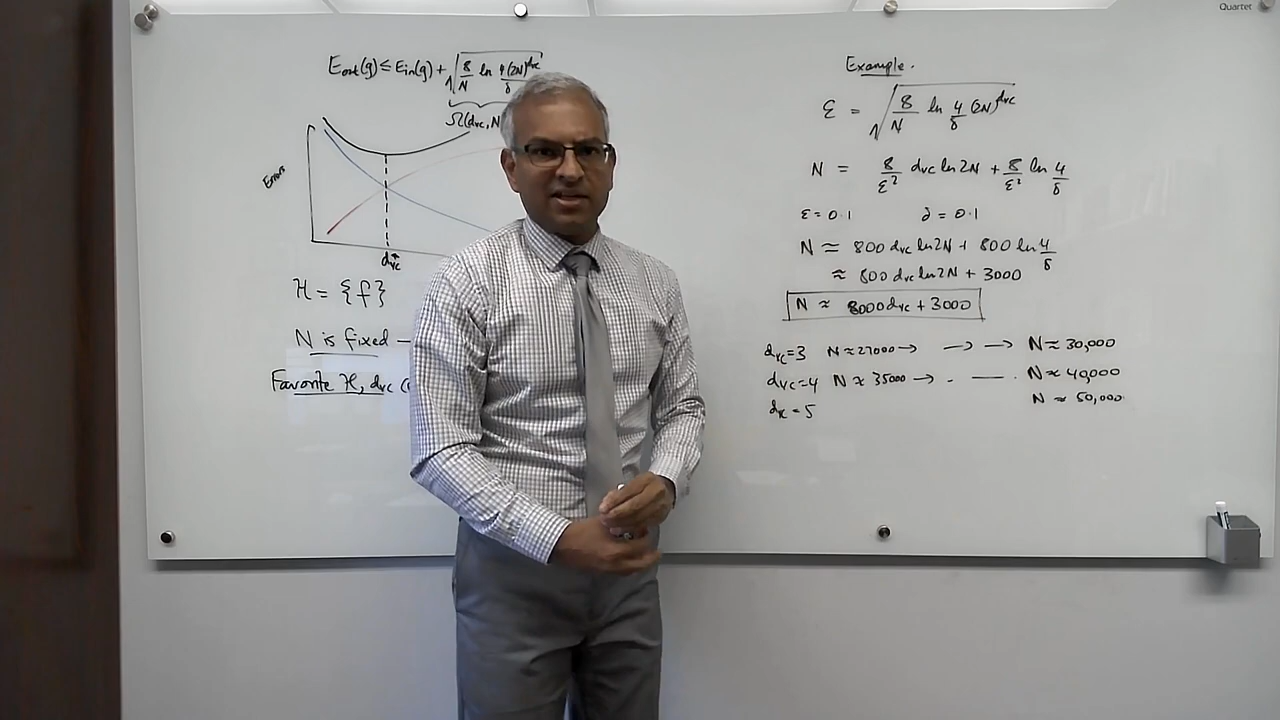 Quartet
Eout(g) ≤ Ein(g) + √(8/N ln 4(2N)^dvc/δ)
Ω(dvc, N
Errors
d*vc
H = {f}
N is fixed —
Favorite H, dvc (
Example.
ε = √(8/N ln 4/δ (2N)^dvc)
N = 8/ε² dvc ln 2N + 8/ε² ln 4/δ
ε = 0.1 δ = 0.1
N ≈ 800 dvc ln 2N + 800 ln 4/δ
≈ 800 dvc ln 2N + 3000
N ≈ 8000 dvc + 3000
dvc = 3 N ≈ 27000 → → → N ≈ 30,000
dvc = 4 N ≈ 35000 → . — . N ≈ 40,000
dvc = 5 N ≈ 50,000